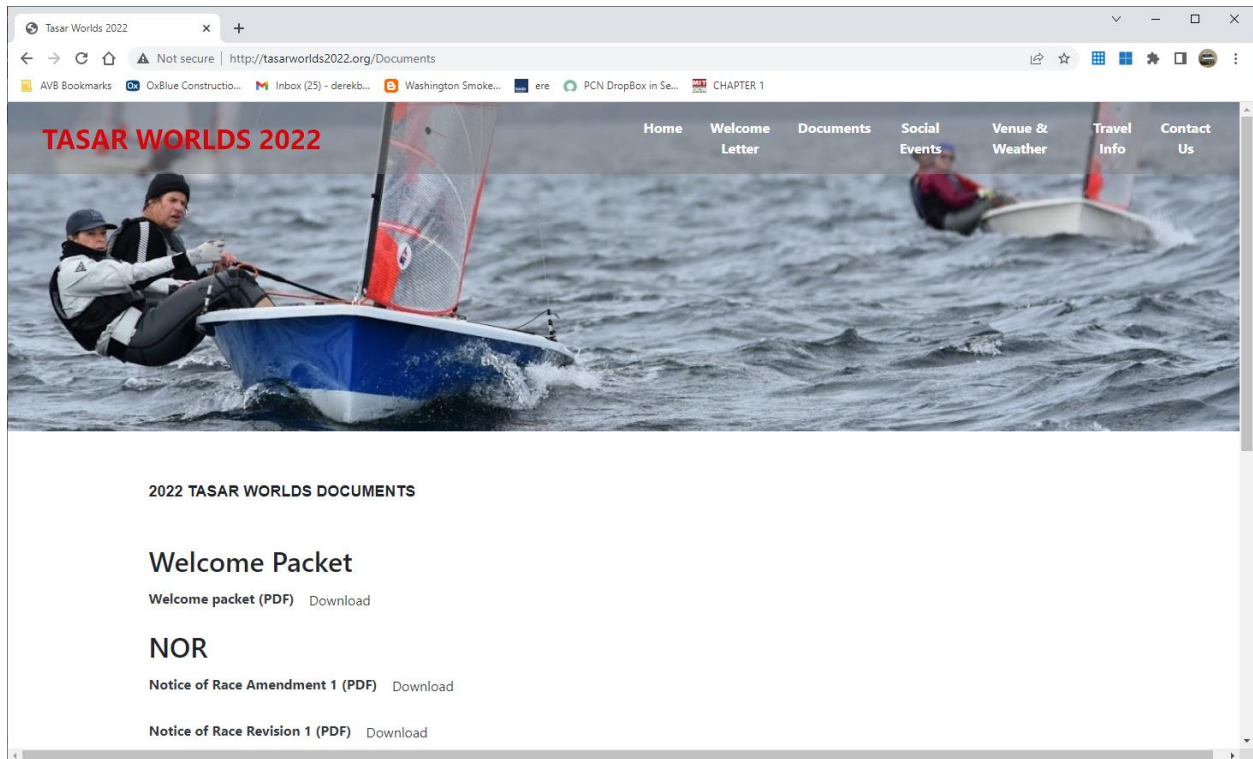 Tasar Worlds 2022
Not secure | http://tasarworlds2022.org/Documents
AVB Bookmarks OxBlue Constructio... Inbox (25) - derekb... Washington Smoke... ere PCN DropBox in Se... CHAPTER 1
TASAR WORLDS 2022
Home Welcome Letter Documents Social Events Venue & Weather Travel Info Contact Us
2022 TASAR WORLDS DOCUMENTS
Welcome Packet
Welcome packet (PDF) Download
NOR
Notice of Race Amendment 1 (PDF) Download
Notice of Race Revision 1 (PDF) Download